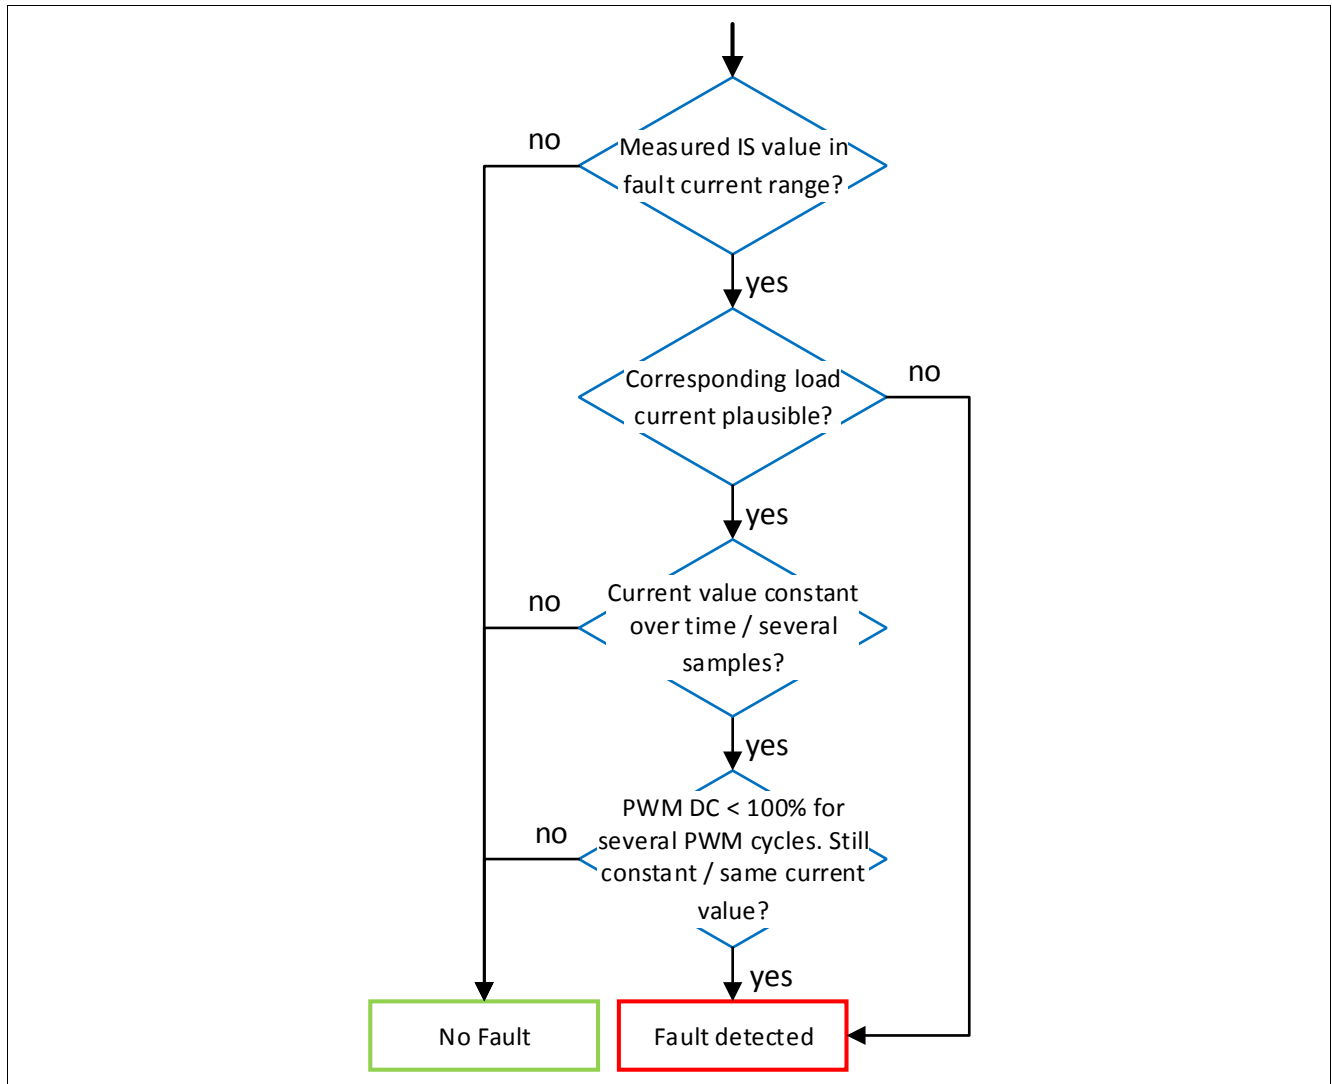 no
Measured IS value in
fault current range?
yes
Corresponding load
current plausible?
no
yes
no
Current value constant
over time / several
samples?
yes
no
PWM DC < 100% for
several PWM cycles. Still
constant / same current
value?
yes
No Fault
Fault detected